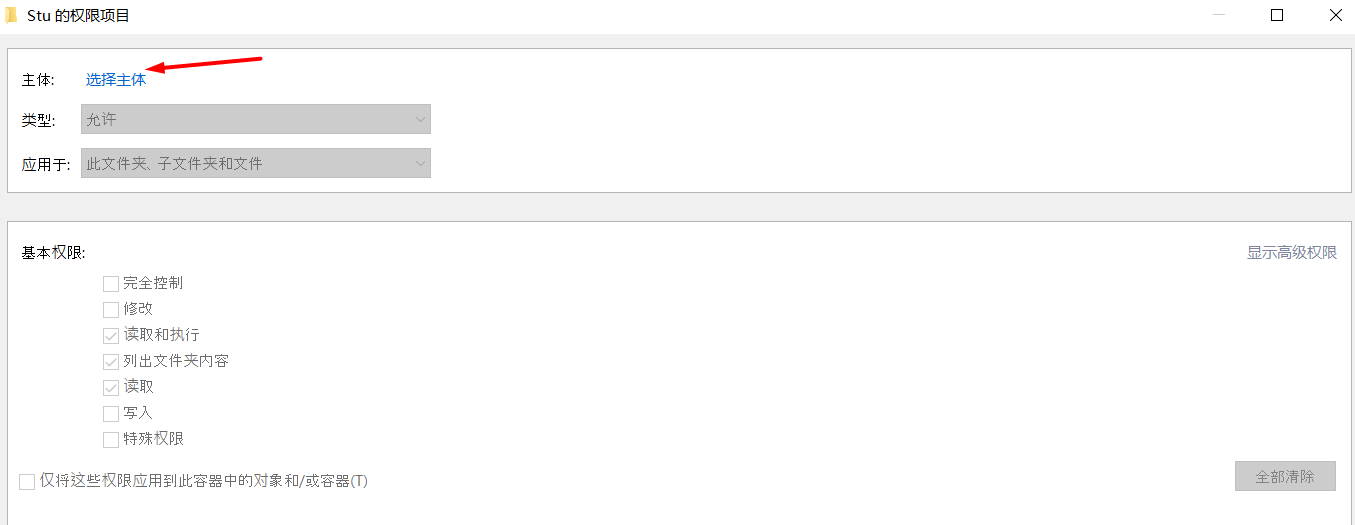 Stu 的权限项目
主体: 选择主体
类型: 允许
应用于: 此文件夹、子文件夹和文件
基本权限: 显示高级权限
完全控制
修改
读取和执行
列出文件夹内容
读取
写入
特殊权限
仅将这些权限应用到此容器中的对象和/或容器(T)
全部清除